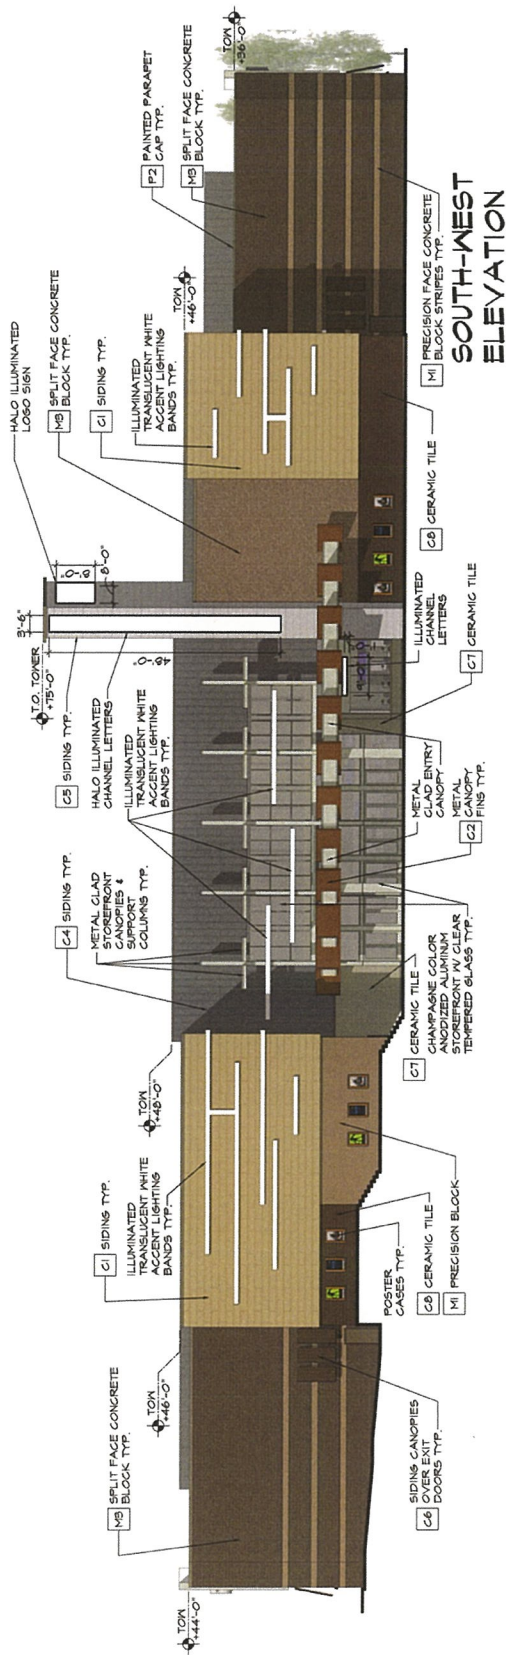 TOW
+44'-0"
M3 SPLIT FACE CONCRETE
BLOCK TYP.
TOW
+46'-0"
C1 SIDING TYP.
ILLUMINATED
TRANSLUCENT WHITE
ACCENT LIGHTING
BANDS TYP.
TOW
+48'-0"
C4 SIDING TYP.
METAL CLAD
STOREFRONT
CANOPIES &
SUPPORT
COLUMNS TYP.
T.O. TOWER
+75'-0"
C5 SIDING TYP.
HALO ILLUMINATED
CHANNEL LETTERS
ILLUMINATED
TRANSLUCENT WHITE
ACCENT LIGHTING
BANDS TYP.
3'-6"
48'-0"
8'-0"
8'-0"
HALO ILLUMINATED
LOGO SIGN
M3 SPLIT FACE CONCRETE
BLOCK TYP.
C1 SIDING TYP.
ILLUMINATED
TRANSLUCENT WHITE
ACCENT LIGHTING
BANDS TYP.
TOW
+46'-0"
P2 PAINTED PARAPET
CAP TYP.
M3 SPLIT FACE CONCRETE
BLOCK TYP.
TOW
+36'-0"
SIDING CANOPIES
C6 OVER EXIT
DOORS TYP.
POSTER
CASES TYP.
C8 CERAMIC TILE
M1 PRECISION BLOCK
C7 CERAMIC TILE
CHAMPAGNE COLOR
ANODIZED ALUMINUM
STOREFRONT W/ CLEAR
TEMPERED GLASS TYP.
METAL
CLAD ENTRY
CANOPY
METAL
C2 CANOPY
FINS TYP.
ILLUMINATED
CHANNEL
LETTERS
C7 CERAMIC TILE
C8 CERAMIC TILE
M1 PRECISION FACE CONCRETE
BLOCK STRIPES TYP.
SOUTH-WEST
ELEVATION